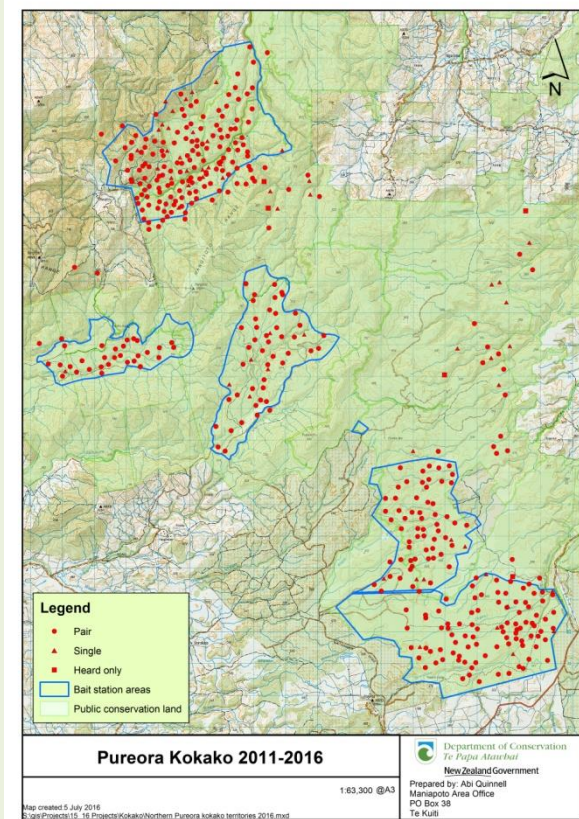 N
Legend
Pair
Single
Heard only
Bait station areas
Public conservation land
Pureora Kokako 2011-2016
1:63,300 @A3
Map created:5 July 2016
S:\gis\Projects\15_16 Projects\Kokako\Northern Pureora kokako territories 2016.mxd
Department of Conservation
Te Papa Atawhai
New Zealand Government
Prepared by: Abi Quinnell
Maniapoto Area Office
PO Box 38
Te Kuiti